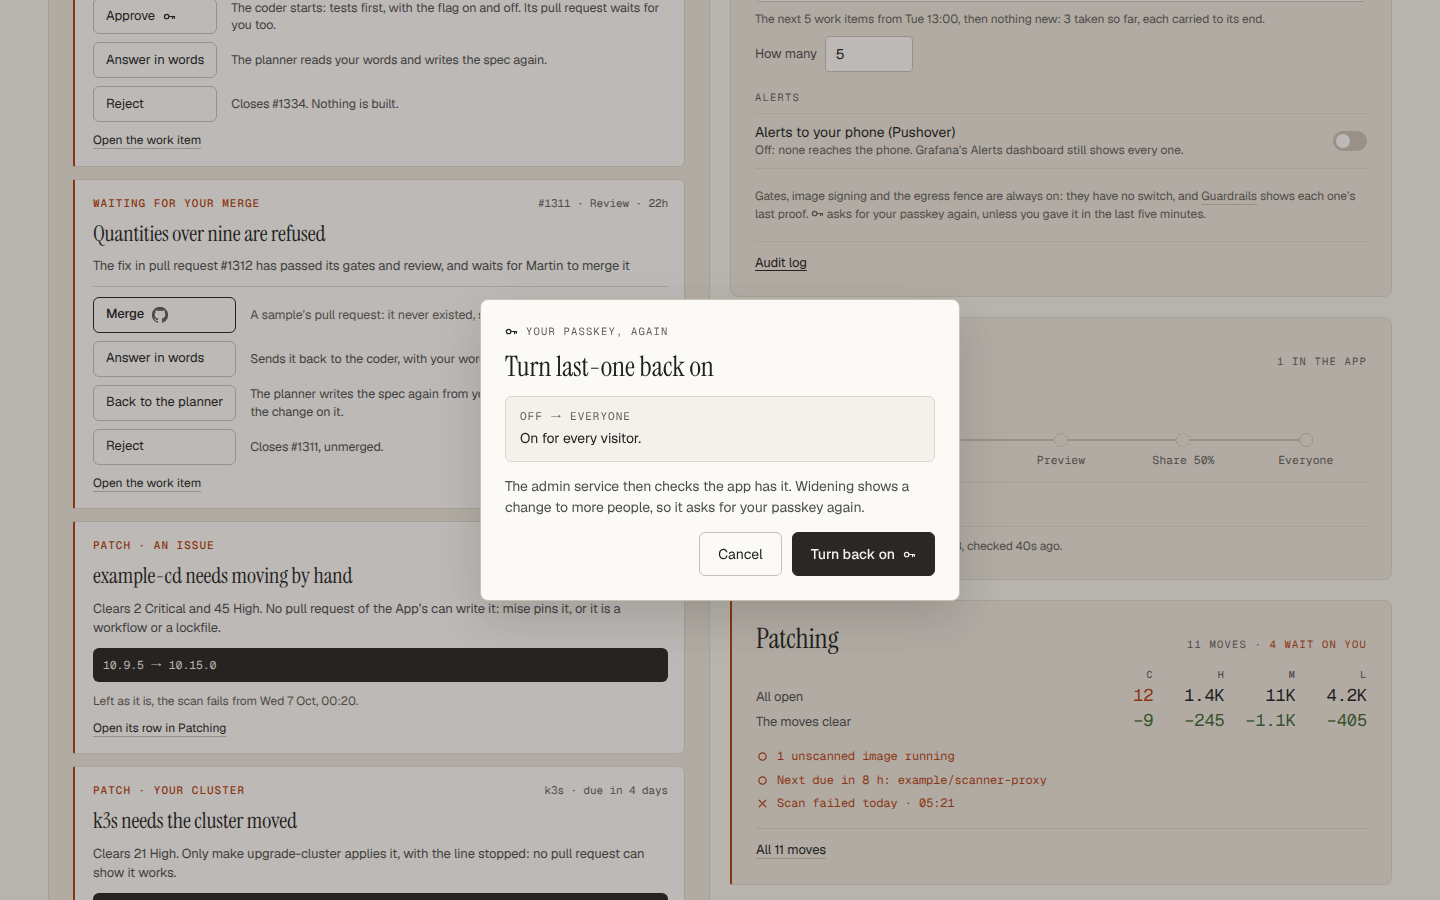 Approve
The coder starts: tests first, with the flag on and off. Its pull request waits for
you too.
Answer in words
The planner reads your words and writes the spec again.
Reject
Closes #1334. Nothing is built.
Open the work item
WAITING FOR YOUR MERGE
#1311 · Review · 22h
Quantities over nine are refused
The fix in pull request #1312 has passed its gates and review, and waits for Martin to merge it
Merge
A sample's pull request: it never existed,
Answer in words
Sends it back to the coder, with your
Back to the planner
The planner writes the spec again from
the change on it.
Reject
Closes #1311, unmerged.
Open the work item
PATCH · AN ISSUE
example-cd needs moving by hand
Clears 2 Critical and 45 High. No pull request of the App's can write it: mise pins it, or it is a
workflow or a lockfile.
10.9.5 → 10.15.0
Left as it is, the scan fails from Wed 7 Oct, 00:20.
Open its row in Patching
PATCH · YOUR CLUSTER
k3s · due in 4 days
k3s needs the cluster moved
Clears 21 High. Only make upgrade-cluster applies it, with the line stopped: no pull request can
show it works.
YOUR PASSKEY, AGAIN
Turn last-one back on
OFF → EVERYONE
On for every visitor.
The admin service then checks the app has it. Widening shows a
change to more people, so it asks for your passkey again.
Cancel
Turn back on
The next 5 work items from Tue 13:00, then nothing new: 3 taken so far, each carried to its end.
How many
5
ALERTS
Alerts to your phone (Pushover)
Off: none reaches the phone. Grafana's Alerts dashboard still shows every one.
Gates, image signing and the egress fence are always on: they have no switch, and Guardrails shows each one's
last proof. asks for your passkey again, unless you gave it in the last five minutes.
Audit log
1 IN THE APP
Preview
Share 50%
Everyone
, checked 40s ago.
Patching
11 MOVES · 4 WAIT ON YOU
C H M L
All open 12 1.4K 11K 4.2K
The moves clear −9 −245 −1.1K −405
1 unscanned image running
Next due in 8 h: example/scanner-proxy
Scan failed today · 05:21
All 11 moves